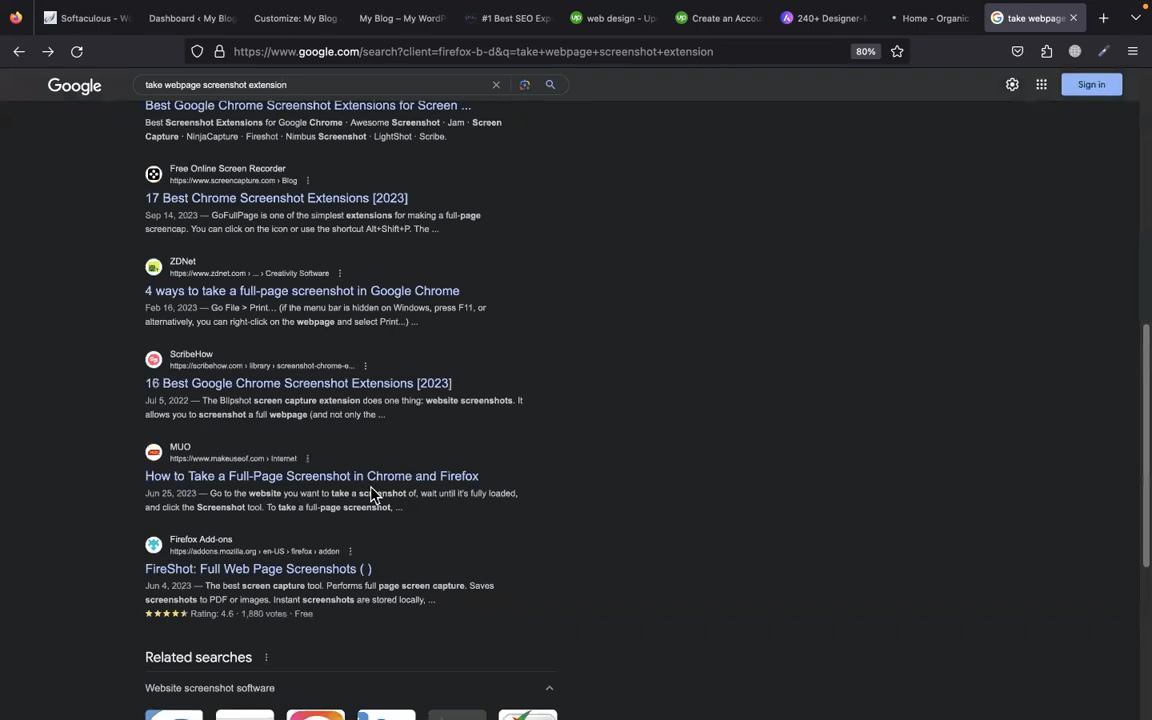 Softaculous - W
Dashboard ‹ My Blog
Customize: My Blog
My Blog – My WordP
#1 Best SEO Exp
web design - Up
Create an Accou
240+ Designer-M
Home - Organic
take webpage
https://www.google.com/search?client=firefox-b-d&q=take+webpage+screenshot+extension
80%
Google
take webpage screenshot extension
Sign in
Best Google Chrome Screenshot Extensions for Screen ...
Best Screenshot Extensions for Google Chrome · Awesome Screenshot · Jam · Screen
Capture · NinjaCapture · Fireshot · Nimbus Screenshot · LightShot · Scribe.
Free Online Screen Recorder
https://www.screencapture.com › Blog
17 Best Chrome Screenshot Extensions [2023]
Sep 14, 2023 — GoFullPage is one of the simplest extensions for making a full-page
screencap. You can click on the icon or use the shortcut Alt+Shift+P. The ...
ZDNet
https://www.zdnet.com › ... › Creativity Software
4 ways to take a full-page screenshot in Google Chrome
Feb 16, 2023 — Go File > Print... (if the menu bar is hidden on Windows, press F11, or
alternatively, you can right-click on the webpage and select Print...) ...
ScribeHow
https://scribehow.com › library › screenshot-chrome-e...
16 Best Google Chrome Screenshot Extensions [2023]
Jul 5, 2022 — The Blipshot screen capture extension does one thing: website screenshots. It
allows you to screenshot a full webpage (and not only the ...
MUO
https://www.makeuseof.com › Internet
How to Take a Full-Page Screenshot in Chrome and Firefox
Jun 25, 2023 — Go to the website you want to take a screenshot of, wait until it's fully loaded,
and click the Screenshot tool. To take a full-page screenshot, ...
Firefox Add-ons
https://addons.mozilla.org › en-US › firefox › addon
FireShot: Full Web Page Screenshots ( )
Jun 4, 2023 — The best screen capture tool. Performs full page screen capture. Saves
screenshots to PDF or images. Instant screenshots are stored locally, ...
Rating: 4.6 · 1,880 votes · Free
Related searches
Website screenshot software